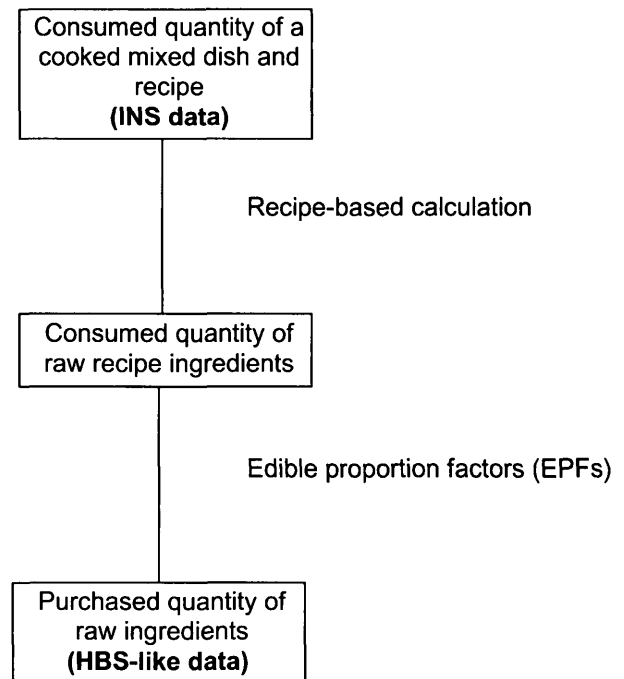 Consumed quantity of a
cooked mixed dish and
recipe
(INS data)
Recipe-based calculation
Consumed quantity of
raw recipe ingredients
Edible proportion factors (EPFs)
Purchased quantity of
raw ingredients
(HBS-like data)